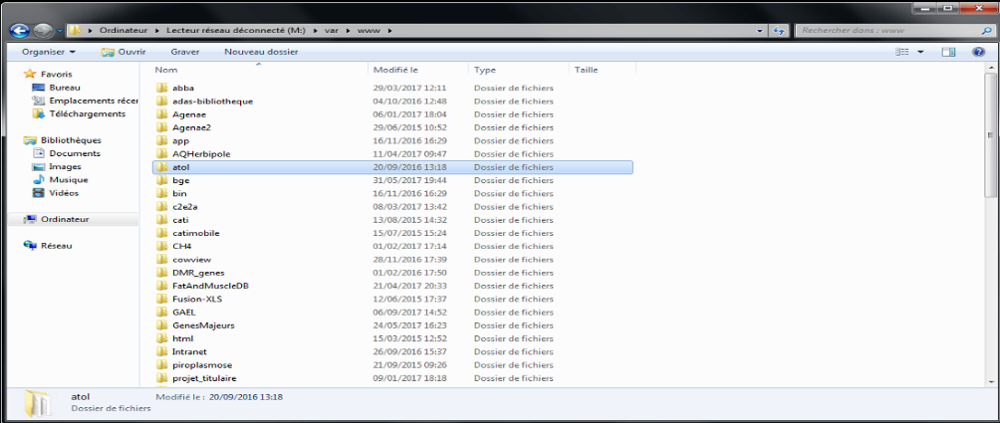 Ordinateur Lecteur réseau déconnecté (M:) var www Rechercher dans : www
Organiser Ouvrir Graver Nouveau dossier
Favoris
Bureau
Emplacements récer
Téléchargements
Bibliothèques
Documents
Images
Musique
Vidéos
Ordinateur
Réseau
Nom Modifié le Type Taille
abba 29/03/2017 12:11 Dossier de fichiers
adas-bibliotheque 04/10/2016 12:48 Dossier de fichiers
Agenae 06/01/2017 18:04 Dossier de fichiers
Agenae2 29/06/2015 10:52 Dossier de fichiers
app 16/11/2016 16:29 Dossier de fichiers
AQHerbipole 11/04/2017 09:47 Dossier de fichiers
atol 20/09/2016 13:18 Dossier de fichiers
bge 31/05/2017 19:44 Dossier de fichiers
bin 16/11/2016 16:29 Dossier de fichiers
c2e2a 08/03/2017 13:42 Dossier de fichiers
cati 13/08/2015 14:32 Dossier de fichiers
catimobile 15/07/2015 15:24 Dossier de fichiers
CH4 01/02/2017 17:14 Dossier de fichiers
cowview 28/11/2016 17:39 Dossier de fichiers
DMR_genes 01/02/2017 17:50 Dossier de fichiers
FatAndMuscleDB 21/04/2017 20:33 Dossier de fichiers
Fusion-XLS 12/06/2015 17:37 Dossier de fichiers
GAEL 06/09/2017 14:52 Dossier de fichiers
GenesMajeurs 24/05/2017 16:23 Dossier de fichiers
html 15/03/2015 12:52 Dossier de fichiers
Intranet 26/09/2016 15:37 Dossier de fichiers
piroplasmose 21/09/2015 09:26 Dossier de fichiers
projet_titulaire 09/01/2017 18:18 Dossier de fichiers
atol Modifié le : 20/09/2016 13:18
Dossier de fichiers